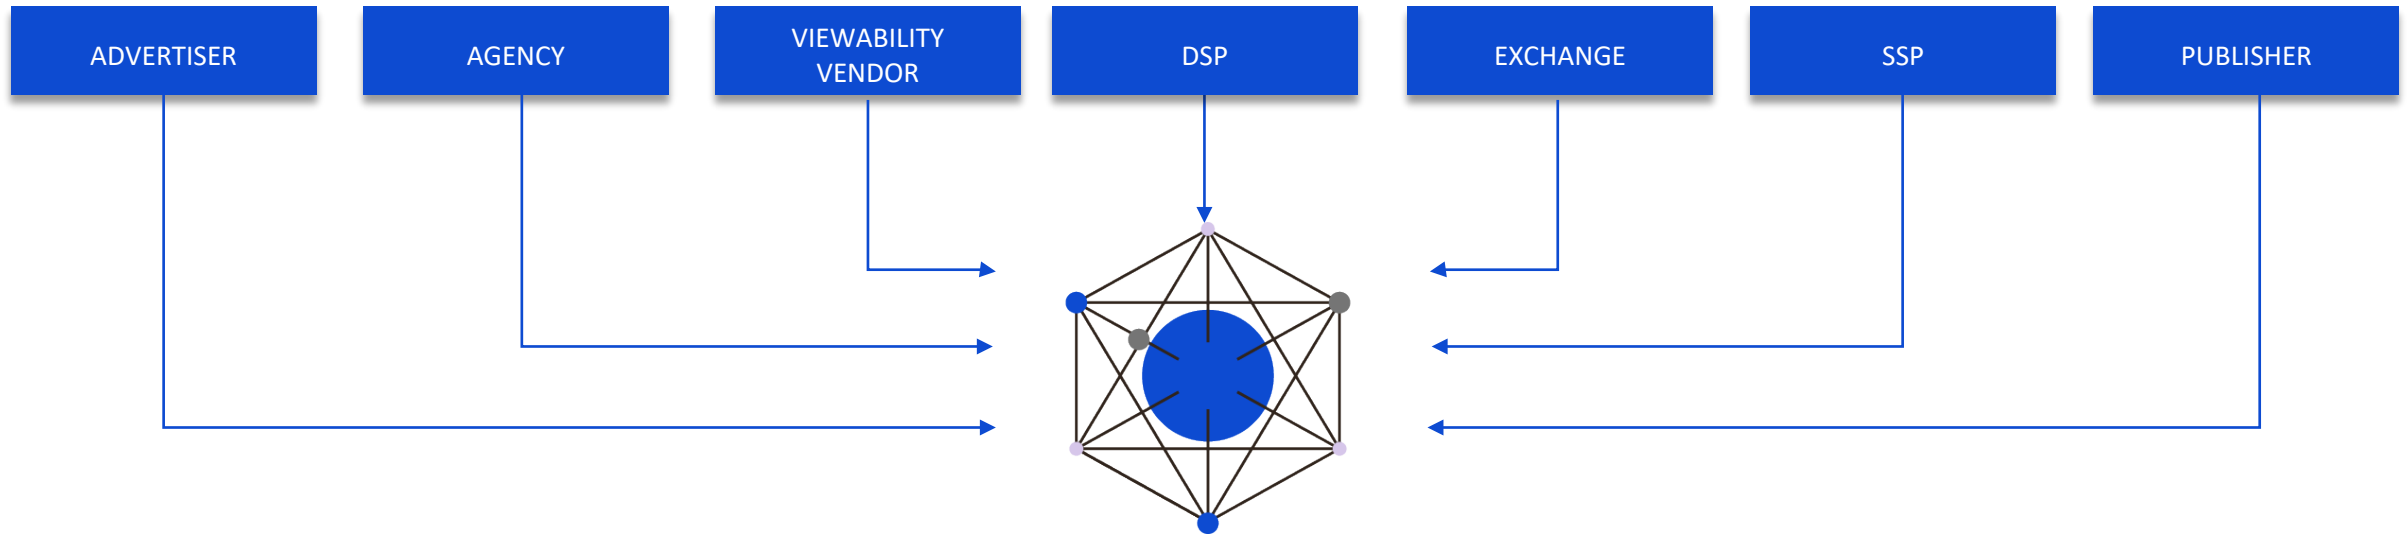 ADVERTISER
AGENCY
VIEWABILITY
VENDOR
DSP
EXCHANGE
SSP
PUBLISHER